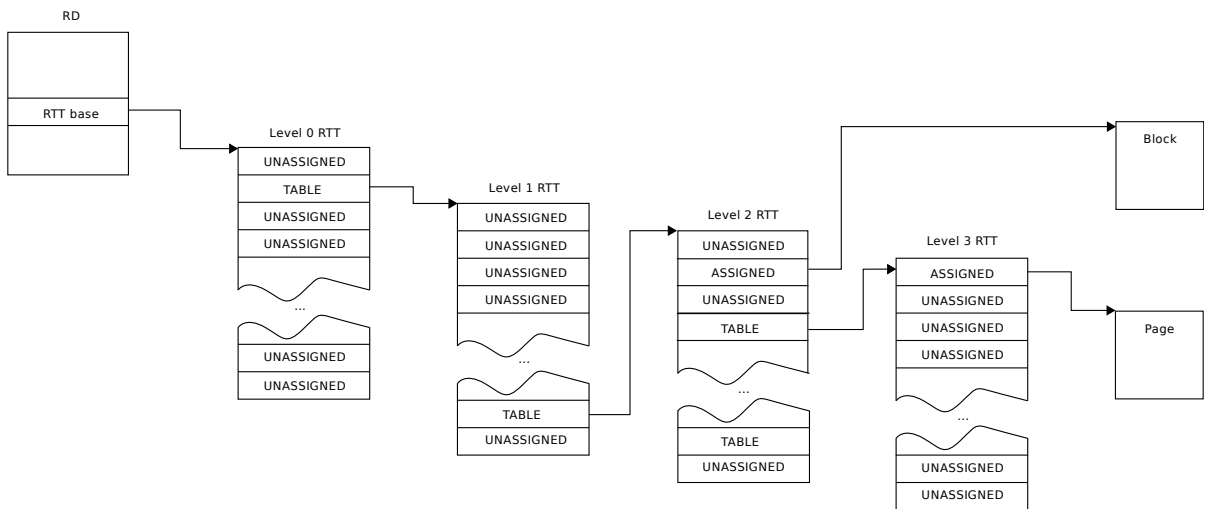 RD
RTT base
Level 0 RTT
UNASSIGNED
TABLE
UNASSIGNED
UNASSIGNED
...
UNASSIGNED
UNASSIGNED
Level 1 RTT
UNASSIGNED
UNASSIGNED
UNASSIGNED
UNASSIGNED
...
TABLE
UNASSIGNED
Level 2 RTT
UNASSIGNED
ASSIGNED
UNASSIGNED
TABLE
...
TABLE
UNASSIGNED
Level 3 RTT
ASSIGNED
UNASSIGNED
UNASSIGNED
UNASSIGNED
...
UNASSIGNED
UNASSIGNED
Block
Page